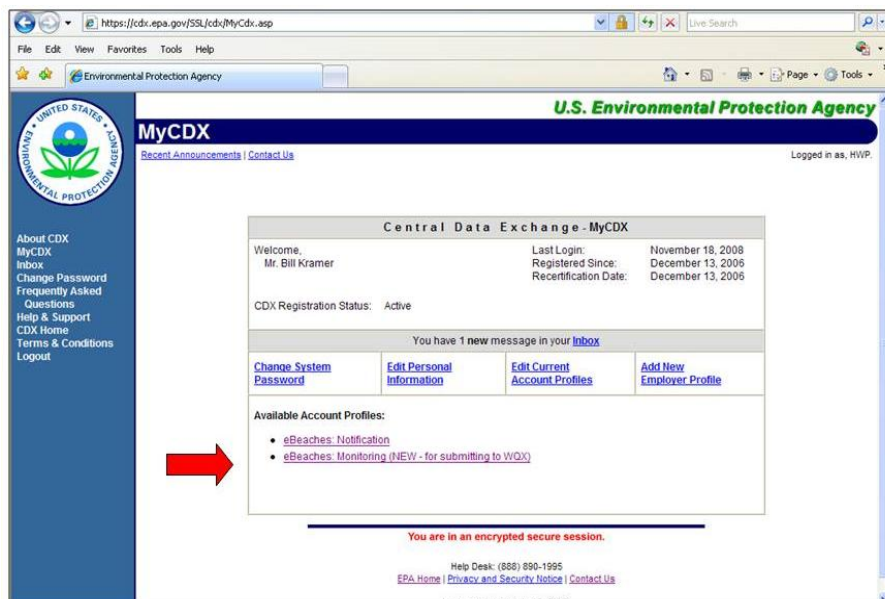 https://cdx.epa.gov/SSL/cdx/MyCdx.asp
Live Search
File Edit View Favorites Tools Help
Environmental Protection Agency
Page Tools
UNITED STATES
ENVIRONMENTAL PROTECTION AGENCY
U.S. Environmental Protection Agency
MyCDX
Recent Announcements | Contact Us
Logged in as, HWP.
About CDX
MyCDX
Inbox
Change Password
Frequently Asked
Questions
Help & Support
CDX Home
Terms & Conditions
Logout
Central Data Exchange - MyCDX
Welcome,
Mr. Bill Kramer
Last Login: November 18, 2008
Registered Since: December 13, 2006
Recertification Date: December 13, 2006
CDX Registration Status: Active
You have 1 new message in your Inbox
Change System Password
Edit Personal Information
Edit Current Account Profiles
Add New Employer Profile
Available Account Profiles:
eBeaches: Notification
eBeaches: Monitoring (NEW - for submitting to WQX)
You are in an encrypted secure session.
Help Desk: (888) 890-1995
EPA Home | Privacy and Security Notice | Contact Us